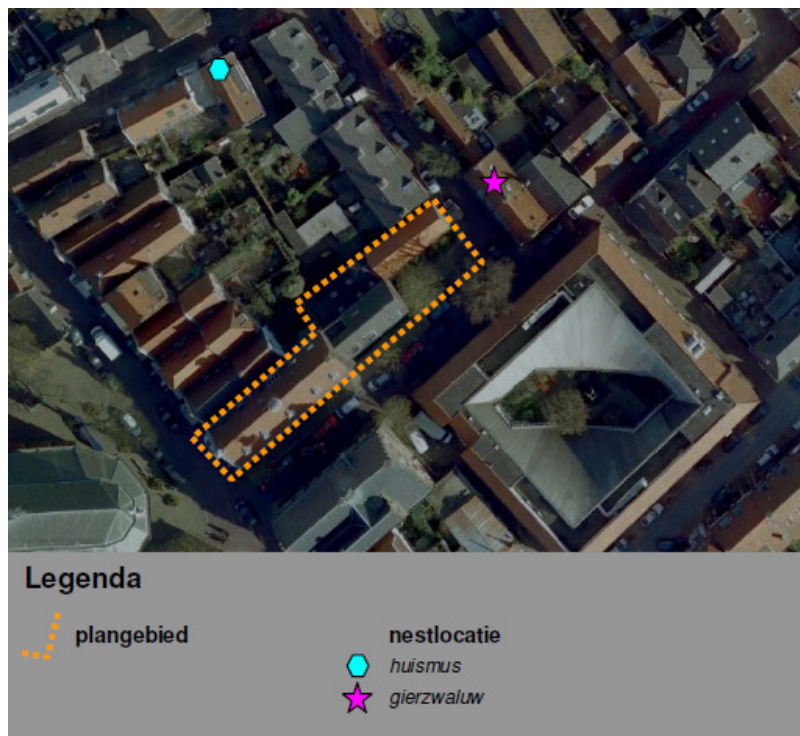 Legenda
plangebied
nestlocatie
huismus
gierzwaluw